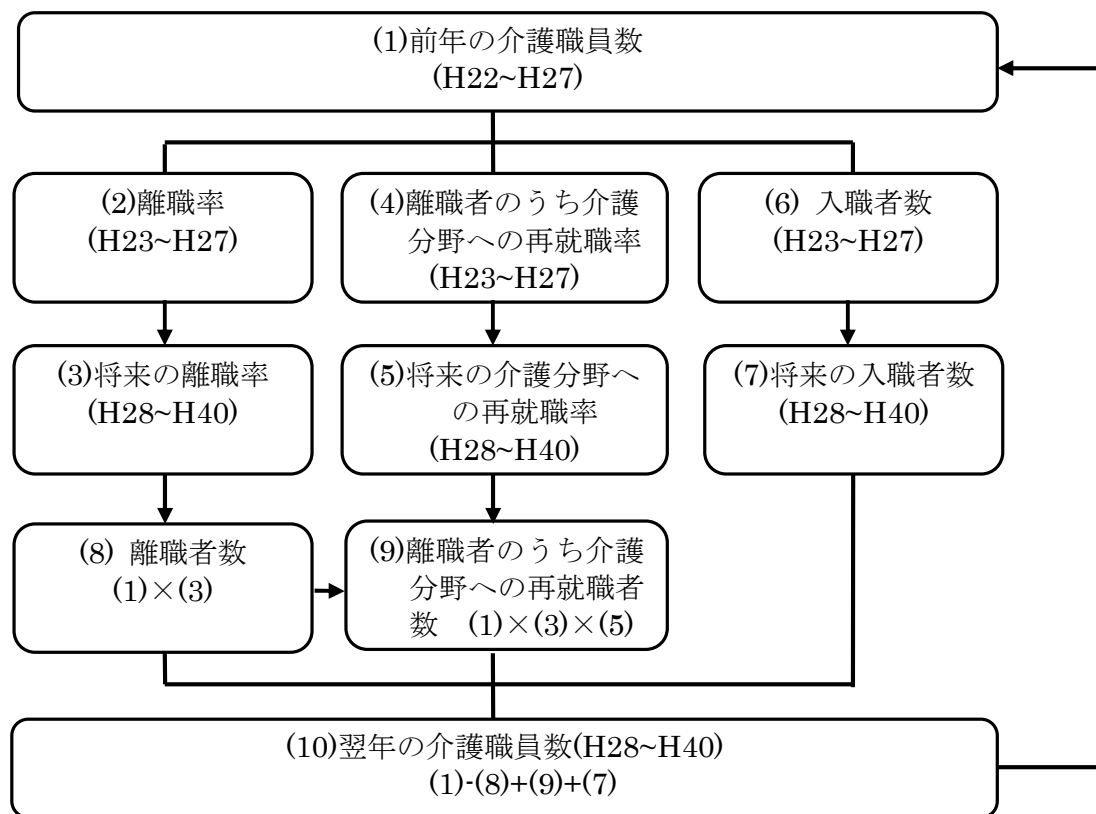 (1)前年の介護職員数
(H22~H27)
(2)離職率
(H23~H27)
(4)離職者のうち介護
分野への再就職率
(H23~H27)
(6) 入職者数
(H23~H27)
(3)将来の離職率
(H28~H40)
(5)将来の介護分野へ
の再就職率
(H28~H40)
(7)将来の入職者数
(H28~H40)
(8) 離職者数
(1)×(3)
(9)離職者のうち介護
分野への再就職者
数　(1)×(3)×(5)
(10)翌年の介護職員数(H28~H40)
(1)-(8)+(9)+(7)